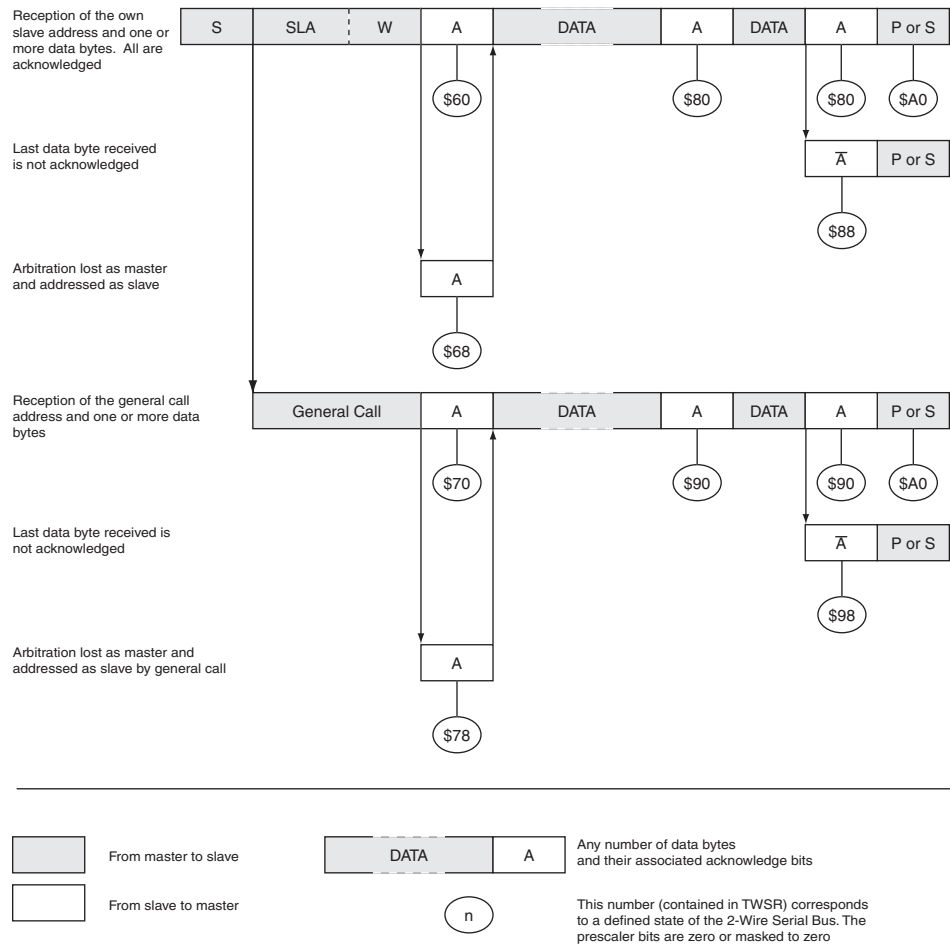 Reception of the own
slave address and one or
more data bytes. All are
acknowledged
S SLA W A DATA A DATA A P or S
$60 $80 $80 $A0
Last data byte received
is not acknowledged
A̅ P or S
$88
Arbitration lost as master
and addressed as slave
A
$68
Reception of the general call
address and one or more data
bytes
General Call A DATA A DATA A P or S
$70 $90 $90 $A0
Last data byte received is
not acknowledged
A̅ P or S
$98
Arbitration lost as master and
addressed as slave by general call
A
$78
From master to slave
DATA A
Any number of data bytes
and their associated acknowledge bits
From slave to master
n
This number (contained in TWSR) corresponds
to a defined state of the 2-Wire Serial Bus. The
prescaler bits are zero or masked to zero